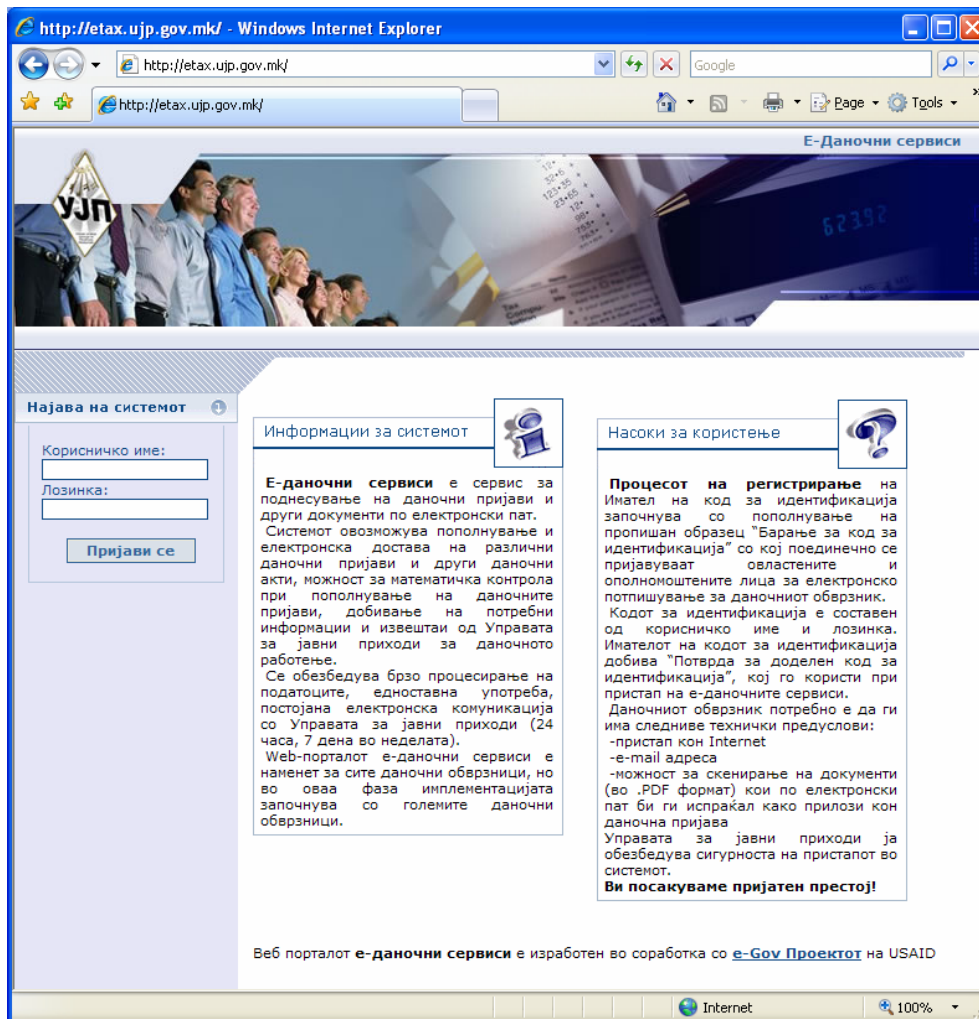 http://etax.ujp.gov.mk/ - Windows Internet Explorer
http://etax.ujp.gov.mk/
Google
http://etax.ujp.gov.mk/
Page
Tools
»
Е-Даночни сервиси
УЈП
62392
Најава на системот
1
Корисничко име:
Лозинка:
Пријави се
Информации за системот
Е-даночни сервиси е сервис за
поднесување на даночни пријави и
други документи по електронски пат.
Системот овозможува пополнување и
електронска достава на различни
даночни пријави и други даночни
акти, можност за математичка контрола
при пополнување на даночните
пријави, добивање на потребни
информации и извештаи од Управата
за јавни приходи за даночното
работење.
Се обезбедува брзо процесирање на
податоците, едноставна употреба,
постојана електронска комуникација
со Управата за јавни приходи (24
часа, 7 дена во неделата).
Web-порталот е-даночни сервиси е
наменет за сите даночни обврзници, но
во оваа фаза имплементацијата
започнува со големите даночни
обврзници.
Насоки за користење
Процесот на регистрирање на
Имател на код за идентификација
започнува со пополнување на
пропишан образец “Барање за код за
идентификација” со кој поединечно се
пријавуваат овластените и
ополномоштените лица за електронско
потпишување за даночниот обврзник.
Кодот за идентификација е составен
од корисничко име и лозинка.
Имателот на кодот за идентификација
добива “Потврда за доделен код за
идентификација”, кој го користи при
пристап на е-даночните сервиси.
Даночниот обврзник потребно е да ги
има следниве технички предуслови:
-пристап кон Internet
-e-mail адреса
-можност за скенирање на документи
(во .PDF формат) кои по електронски
пат би ги испраќал како прилози кон
даночна пријава
Управата за јавни приходи ја
обезбедува сигурноста на пристапот во
системот.
Ви посакуваме пријатен престој!
Веб порталот е-даночни сервиси е изработен во соработка со e-Gov Проектот на USAID
Internet
100%